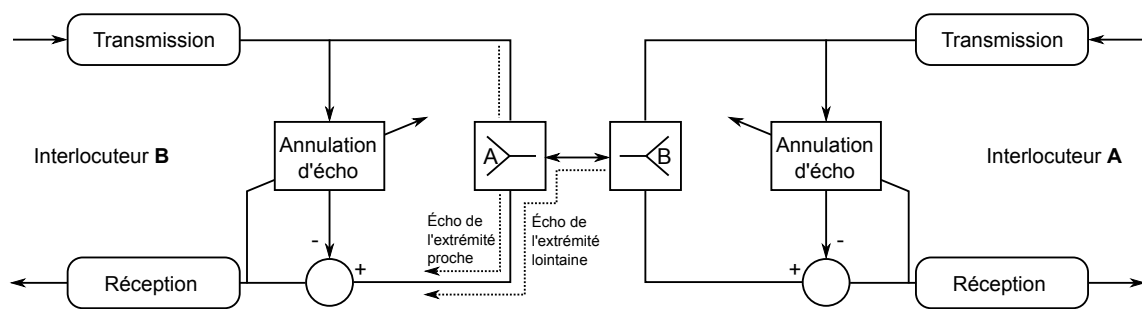 Transmission
Transmission
Annulation
d'écho
A
B
Annulation
d'écho
Interlocuteur B
Interlocuteur A
Écho de
l'extrémité
proche
Écho de
l'extrémité
lointaine
-
+
-
+
Réception
Réception